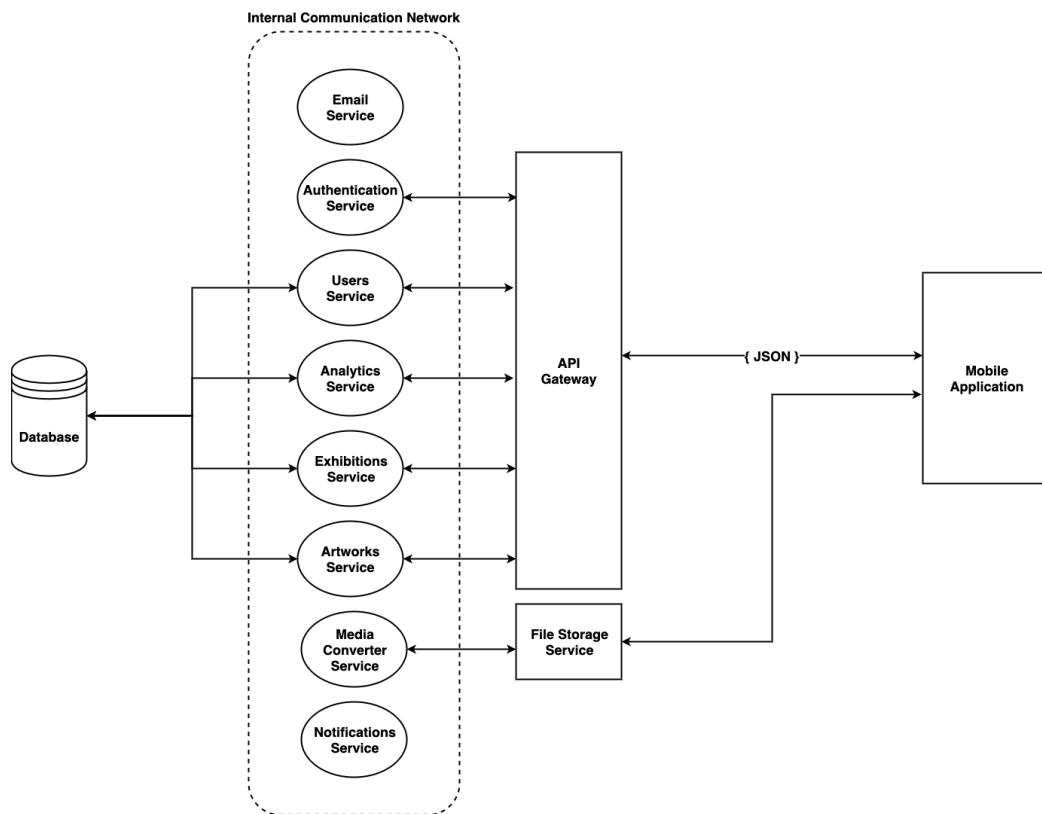 Internal Communication Network
Email
Service
Authentication
Service
Users
Service
Analytics
Service
Exhibitions
Service
Artworks
Service
Media
Converter
Service
Notifications
Service
Database
API
Gateway
File Storage
Service
{ JSON }
Mobile
Application